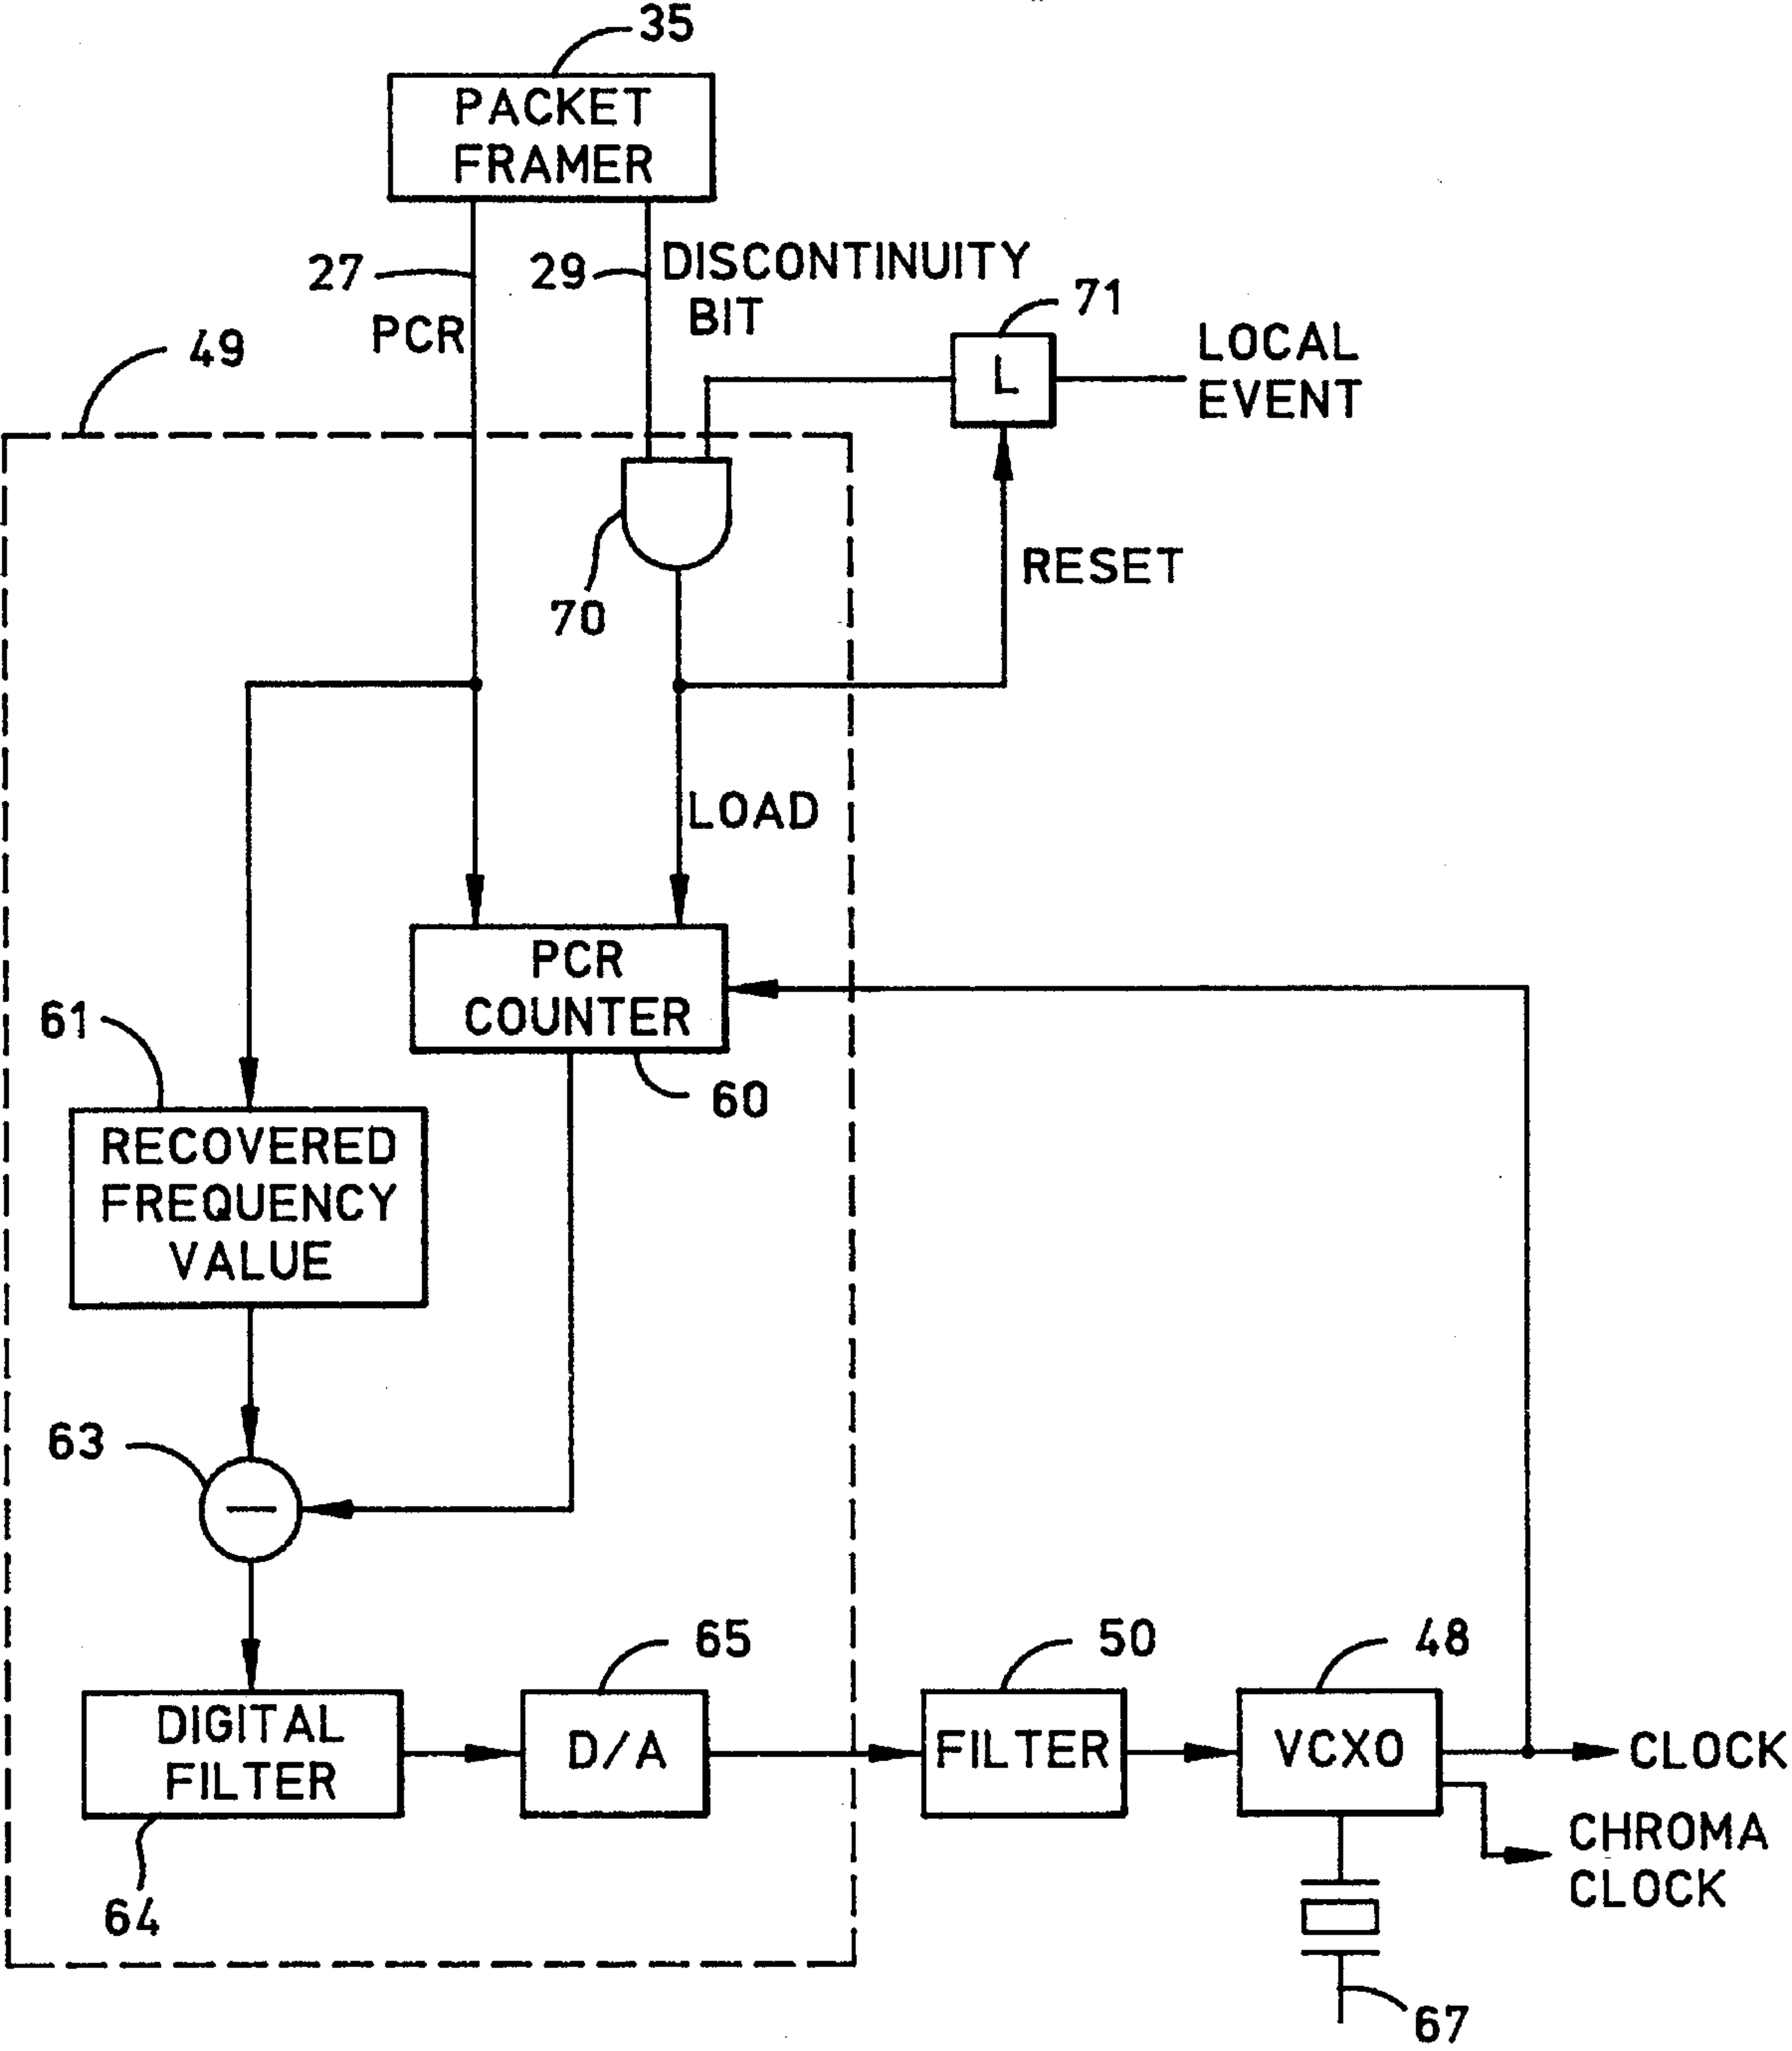 35
PACKET
FRAMER
27
29
DISCONTINUITY
BIT
PCR
71
49
L
LOCAL
EVENT
70
RESET
LOAD
PCR
COUNTER
61
60
RECOVERED
FREQUENCY
VALUE
63
65
50
48
DIGITAL
FILTER
D/A
FILTER
VCXO
CLOCK
CHROMA
CLOCK
64
67